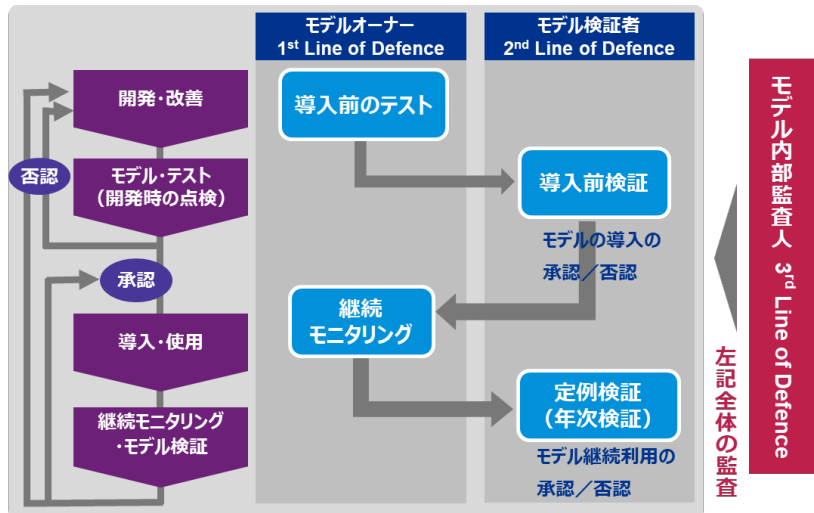 モデルオーナー
1st Line of Defence
モデル検証者
2nd Line of Defence
開発・改善
否認
モデル・テスト
(開発時の点検)
承認
導入・使用
継続モニタリング
・モデル検証
導入前のテスト
導入前検証
モデルの導入の
承認／否認
継続
モニタリング
定例検証
(年次検証)
モデル継続利用の
承認／否認
左記全体の監査
モデル内部監査人 3rd Line of Defence